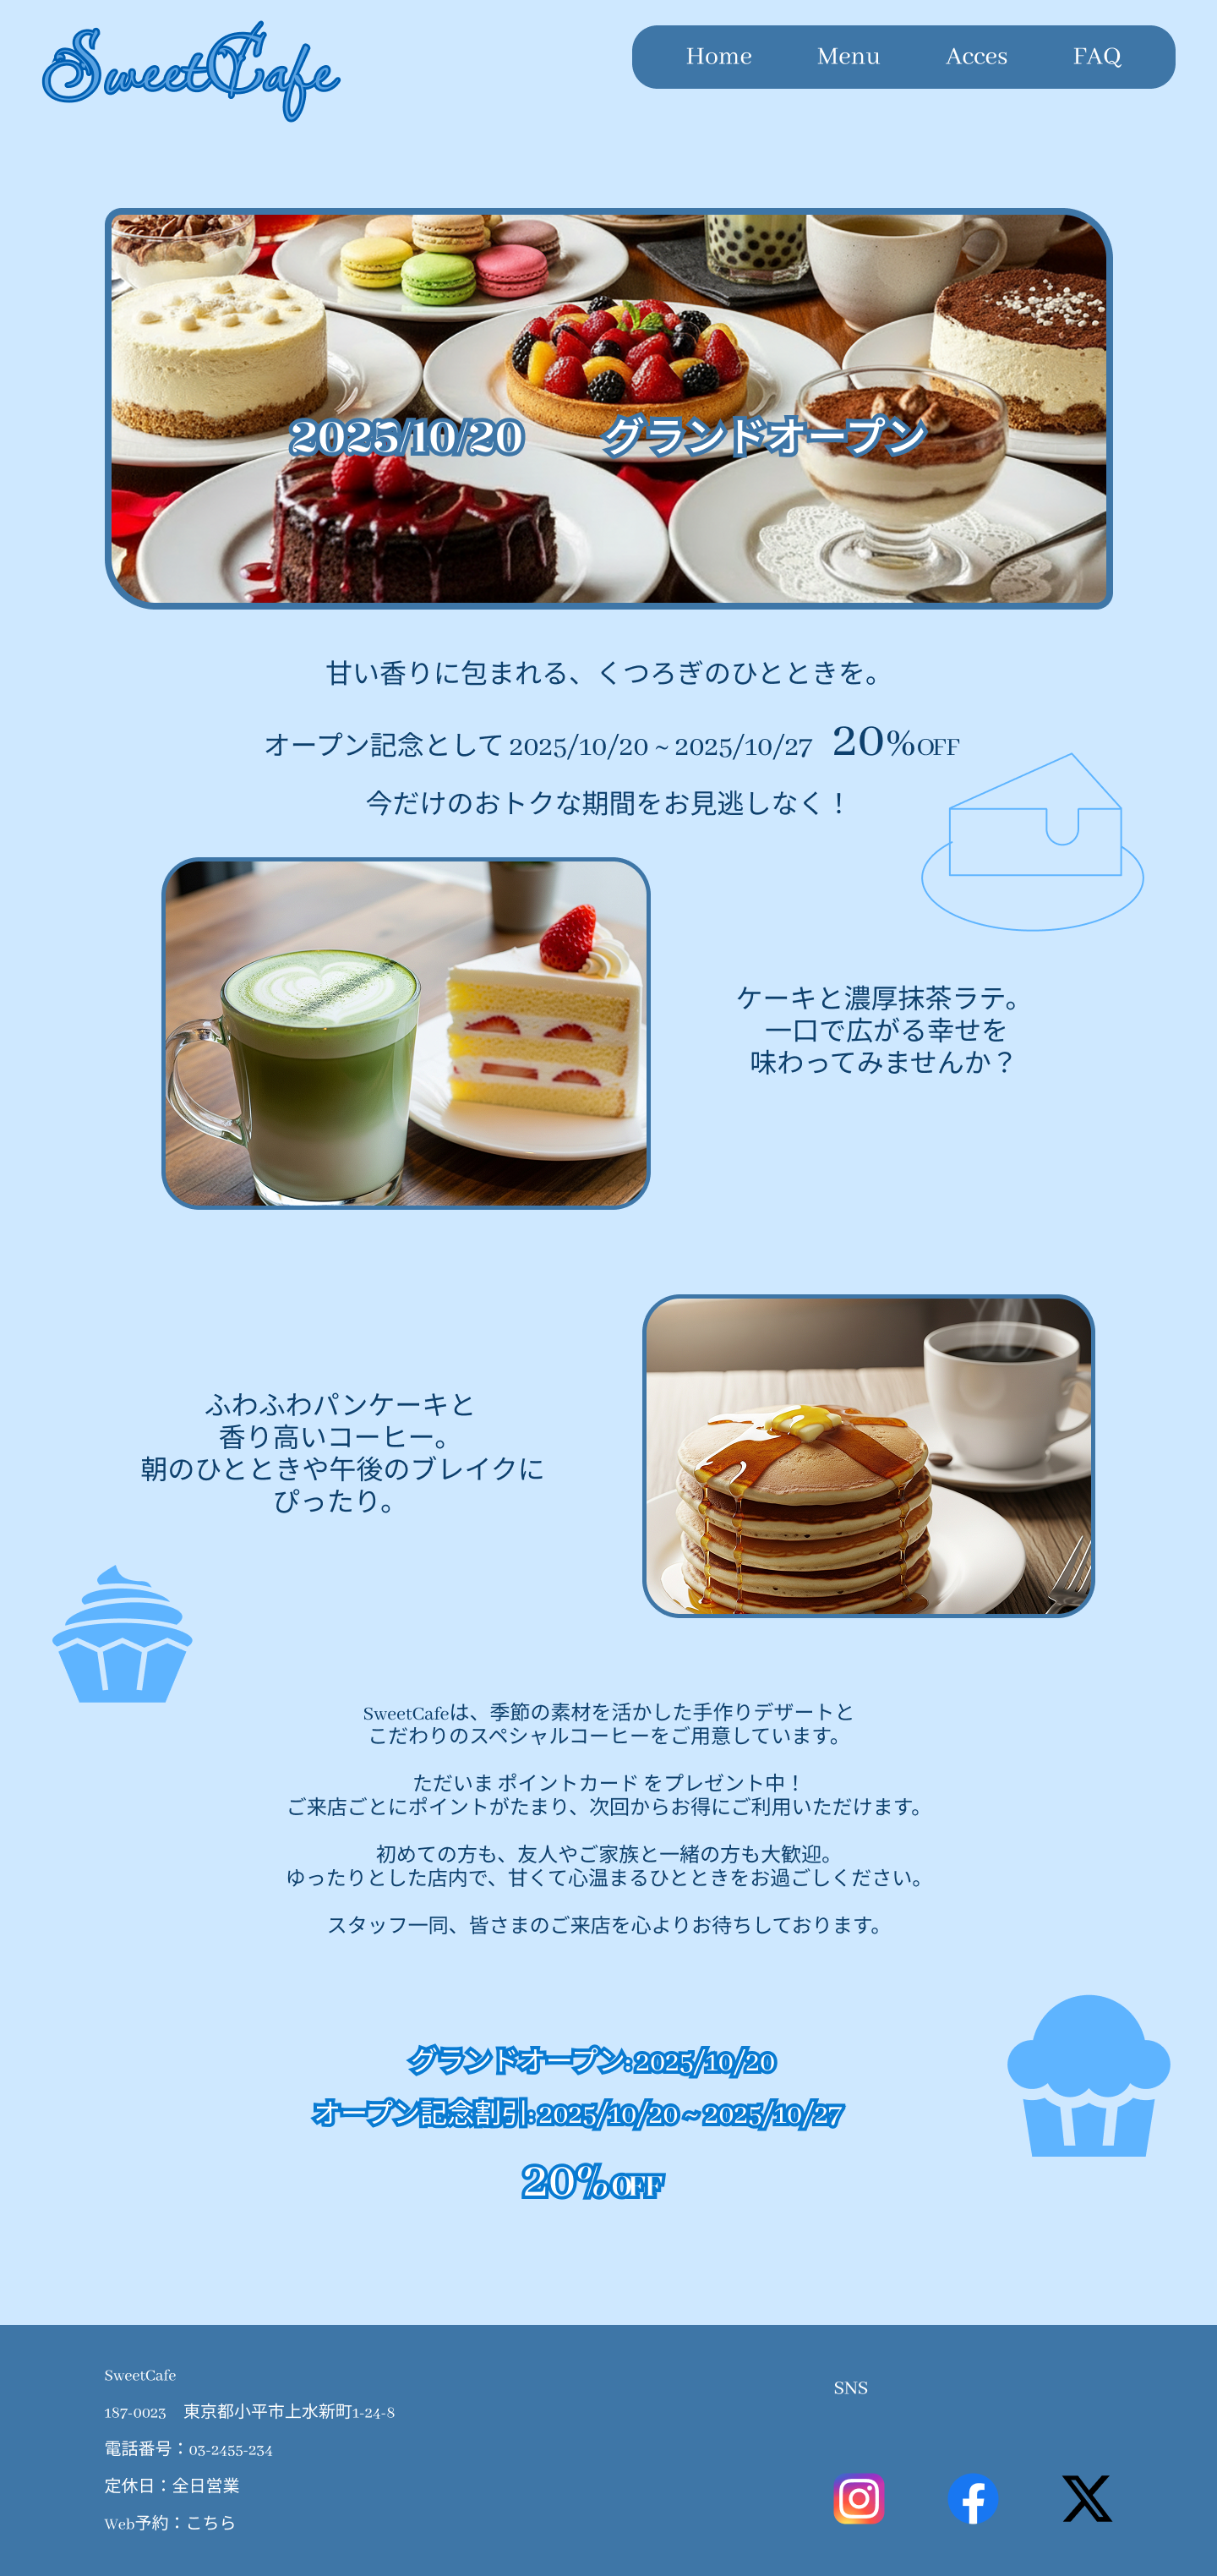 SweetCafe
Home Menu Acces FAQ
2025/10/20 グランドオープン
甘い香りに包まれる、くつろぎのひとときを。
オープン記念として 2025/10/20 ~ 2025/10/27 20%OFF
今だけのおトクな期間をお見逃しなく！
ケーキと濃厚抹茶ラテ。
一口で広がる幸せを
味わってみませんか？
ふわふわパンケーキと
香り高いコーヒー。
朝のひとときや午後のブレイクに
ぴったり。
SweetCafeは、季節の素材を活かした手作りデザートと
こだわりのスペシャルコーヒーをご用意しています。
ただいま ポイントカード をプレゼント中！
ご来店ごとにポイントがたまり、次回からお得にご利用いただけます。
初めての方も、友人やご家族と一緒の方も大歓迎。
ゆったりとした店内で、甘くて心温まるひとときをお過ごしください。
スタッフ一同、皆さまのご来店を心よりお待ちしております。
グランドオープン:2025/10/20
オープン記念割引:2025/10/20 ~ 2025/10/27
20%OFF
SweetCafe
187-0023　東京都小平市上水新町1-24-8
電話番号：03-2455-234
定休日：全日営業
Web予約：こちら
SNS